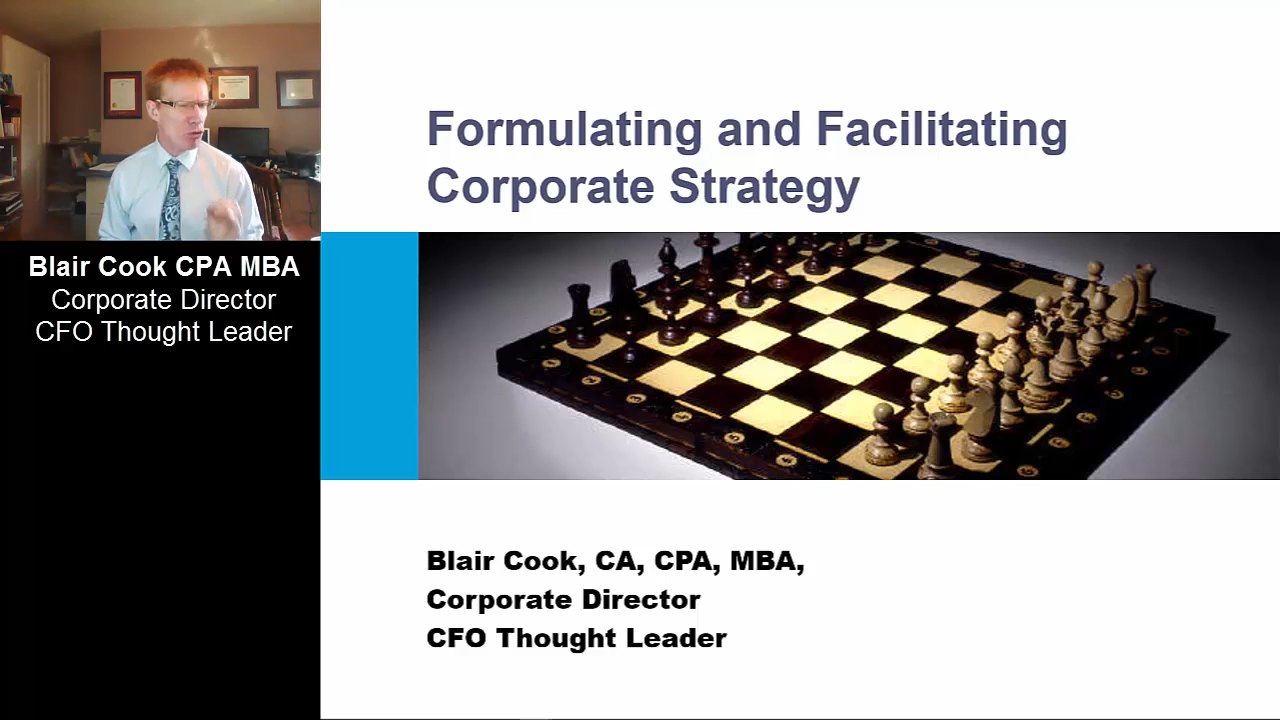 Blair Cook CPA MBA
Corporate Director
CFO Thought Leader
Formulating and Facilitating
Corporate Strategy
Blair Cook, CA, CPA, MBA,
Corporate Director
CFO Thought Leader